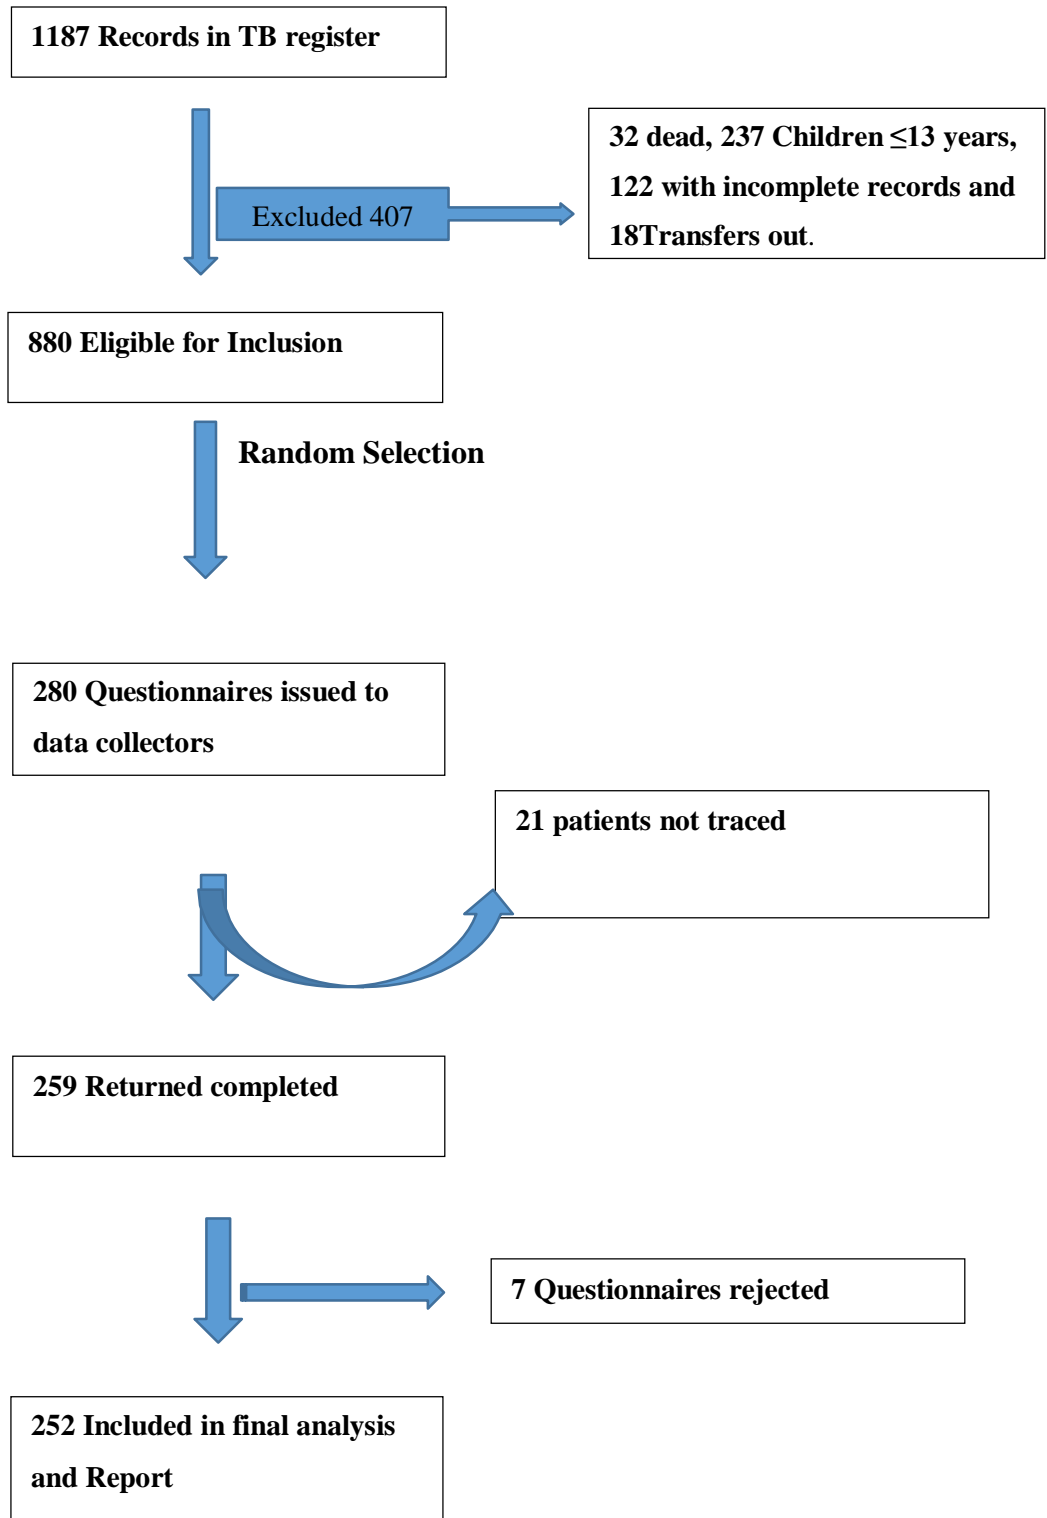 1187 Records in TB register
32 dead, 237 Children ≤13 years,
122 with incomplete records and
18Transfers out.
Excluded 407
880 Eligible for Inclusion
Random Selection
280 Questionnaires issued to
data collectors
21 patients not traced
259 Returned completed
7 Questionnaires rejected
252 Included in final analysis
and Report